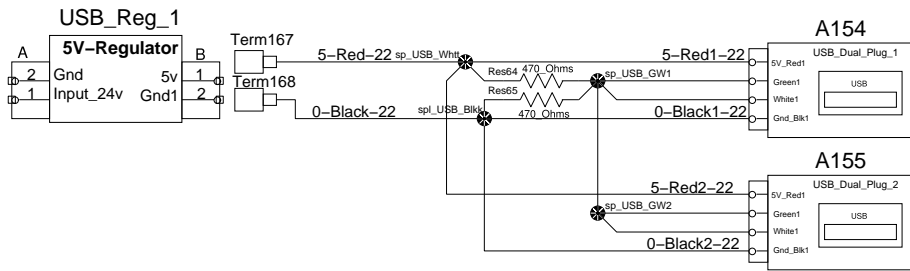 USB_Reg_1
A
5V-Regulator
B
2
Gnd
5v
1
1
Input_24v
Gnd1
2
Term167
5-Red-22
sp_USB_Whtt
Term168
0-Black-22
spl_USB_Blkk
Res64
470_Ohms
Res65
470_Ohms
sp_USB_GW1
sp_USB_GW2
5-Red1-22
0-Black1-22
A154
USB_Dual_Plug_1
5V_Red1
Green1
White1
Gnd_Blk1
USB
5-Red2-22
0-Black2-22
A155
USB_Dual_Plug_2
5V_Red1
Green1
White1
Gnd_Blk1
USB